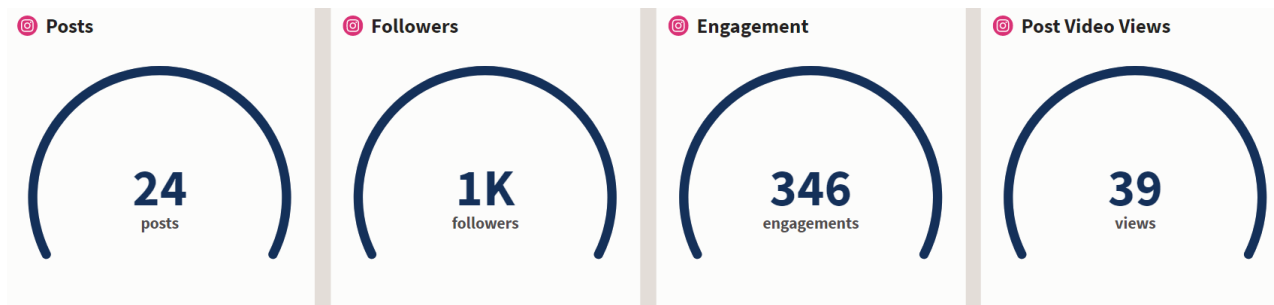 Posts
24
posts
Followers
1K
followers
Engagement
346
engagements
Post Video Views
39
views